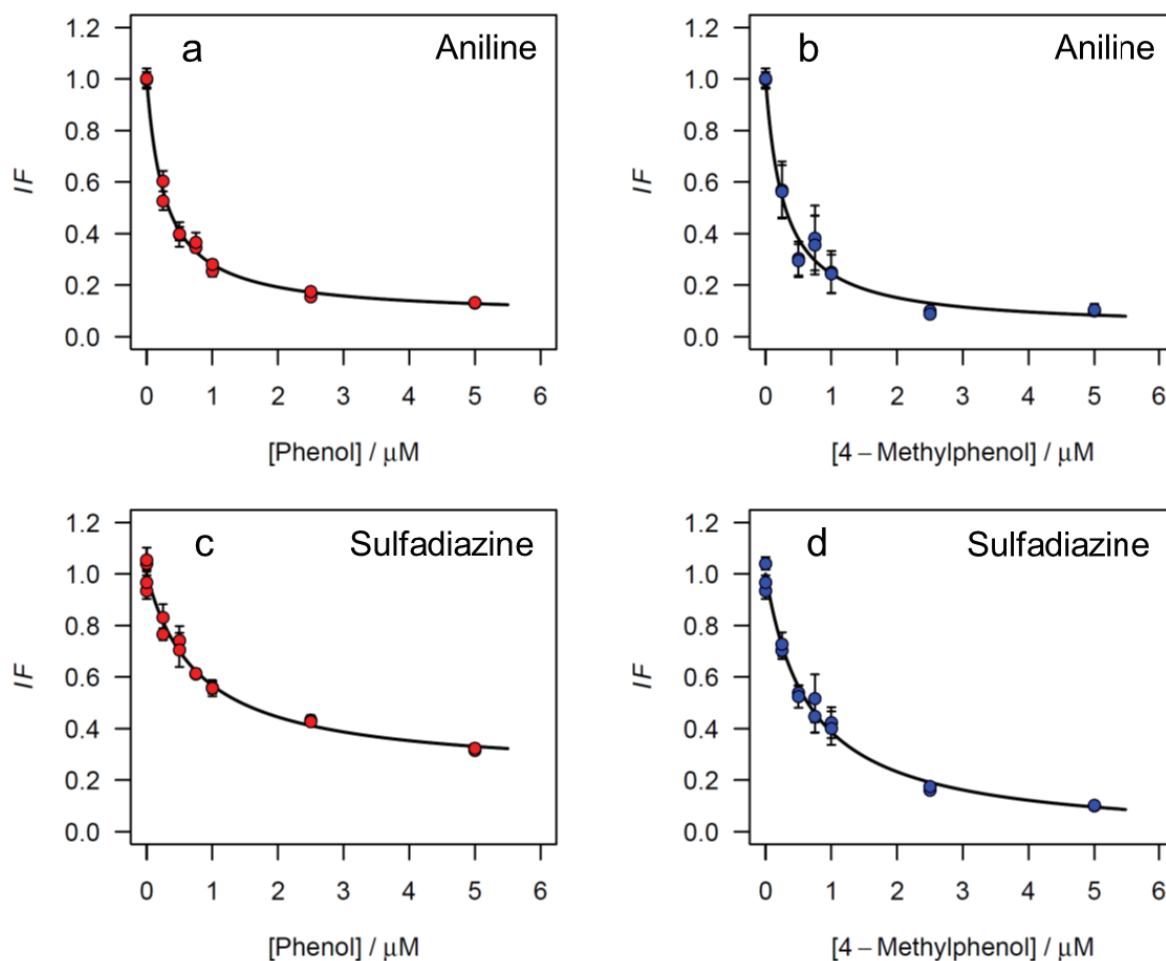 a Aniline
1.2
1.0
0.8
0.6
0.4
0.2
0.0
IF
0 1 2 3 4 5 6
[Phenol] / μM
b Aniline
1.2
1.0
0.8
0.6
0.4
0.2
0.0
IF
0 1 2 3 4 5 6
[4 – Methylphenol] / μM
c Sulfadiazine
1.2
1.0
0.8
0.6
0.4
0.2
0.0
IF
0 1 2 3 4 5 6
[Phenol] / μM
d Sulfadiazine
1.2
1.0
0.8
0.6
0.4
0.2
0.0
IF
0 1 2 3 4 5 6
[4 – Methylphenol] / μM